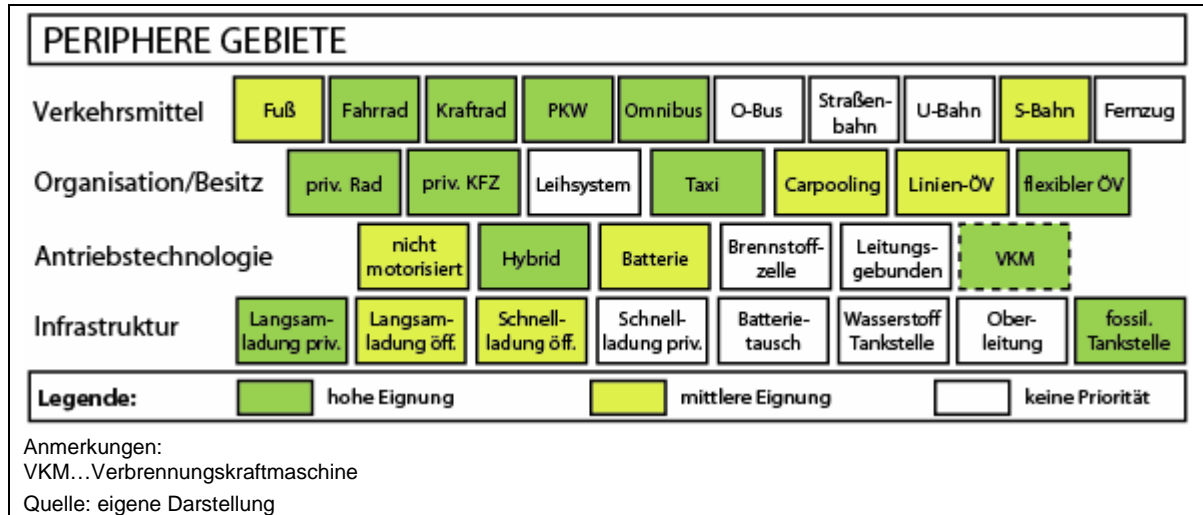 PERIPHERE GEBIETE
Verkehrsmittel Fuß Fahrrad Kraftrad PKW Omnibus O-Bus Straßen-
bahn U-Bahn S-Bahn Fernzug
Organisation/Besitz priv. Rad priv. KFZ Leihsystem Taxi Carpooling Linien-ÖV flexibler ÖV
Antriebstechnologie nicht
motorisiert Hybrid Batterie Brennstoff-
zelle Leitungs-
gebunden VKM
Infrastruktur Langsam-
ladung priv. Langsam-
ladung öff. Schnell-
ladung öff. Schnell-
ladung priv. Batterie-
tausch Wasserstoff
Tankstelle Ober-
leitung fossil.
Tankstelle
Legende: hohe Eignung mittlere Eignung keine Priorität
Anmerkungen:
VKM…Verbrennungskraftmaschine
Quelle: eigene Darstellung